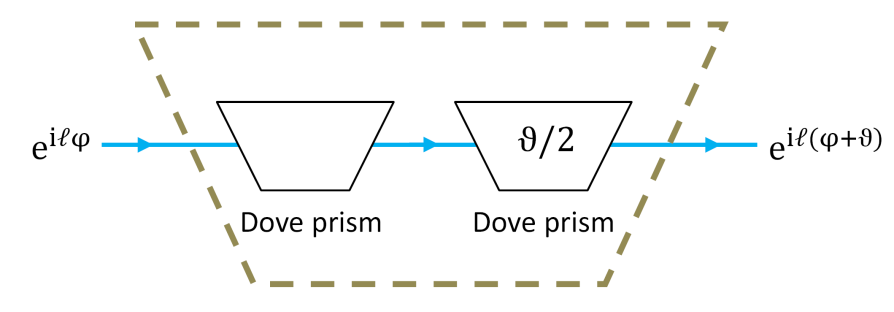 e^{iℓφ}
ϑ/2
e^{iℓ(φ+ϑ)}
Dove prism
Dove prism